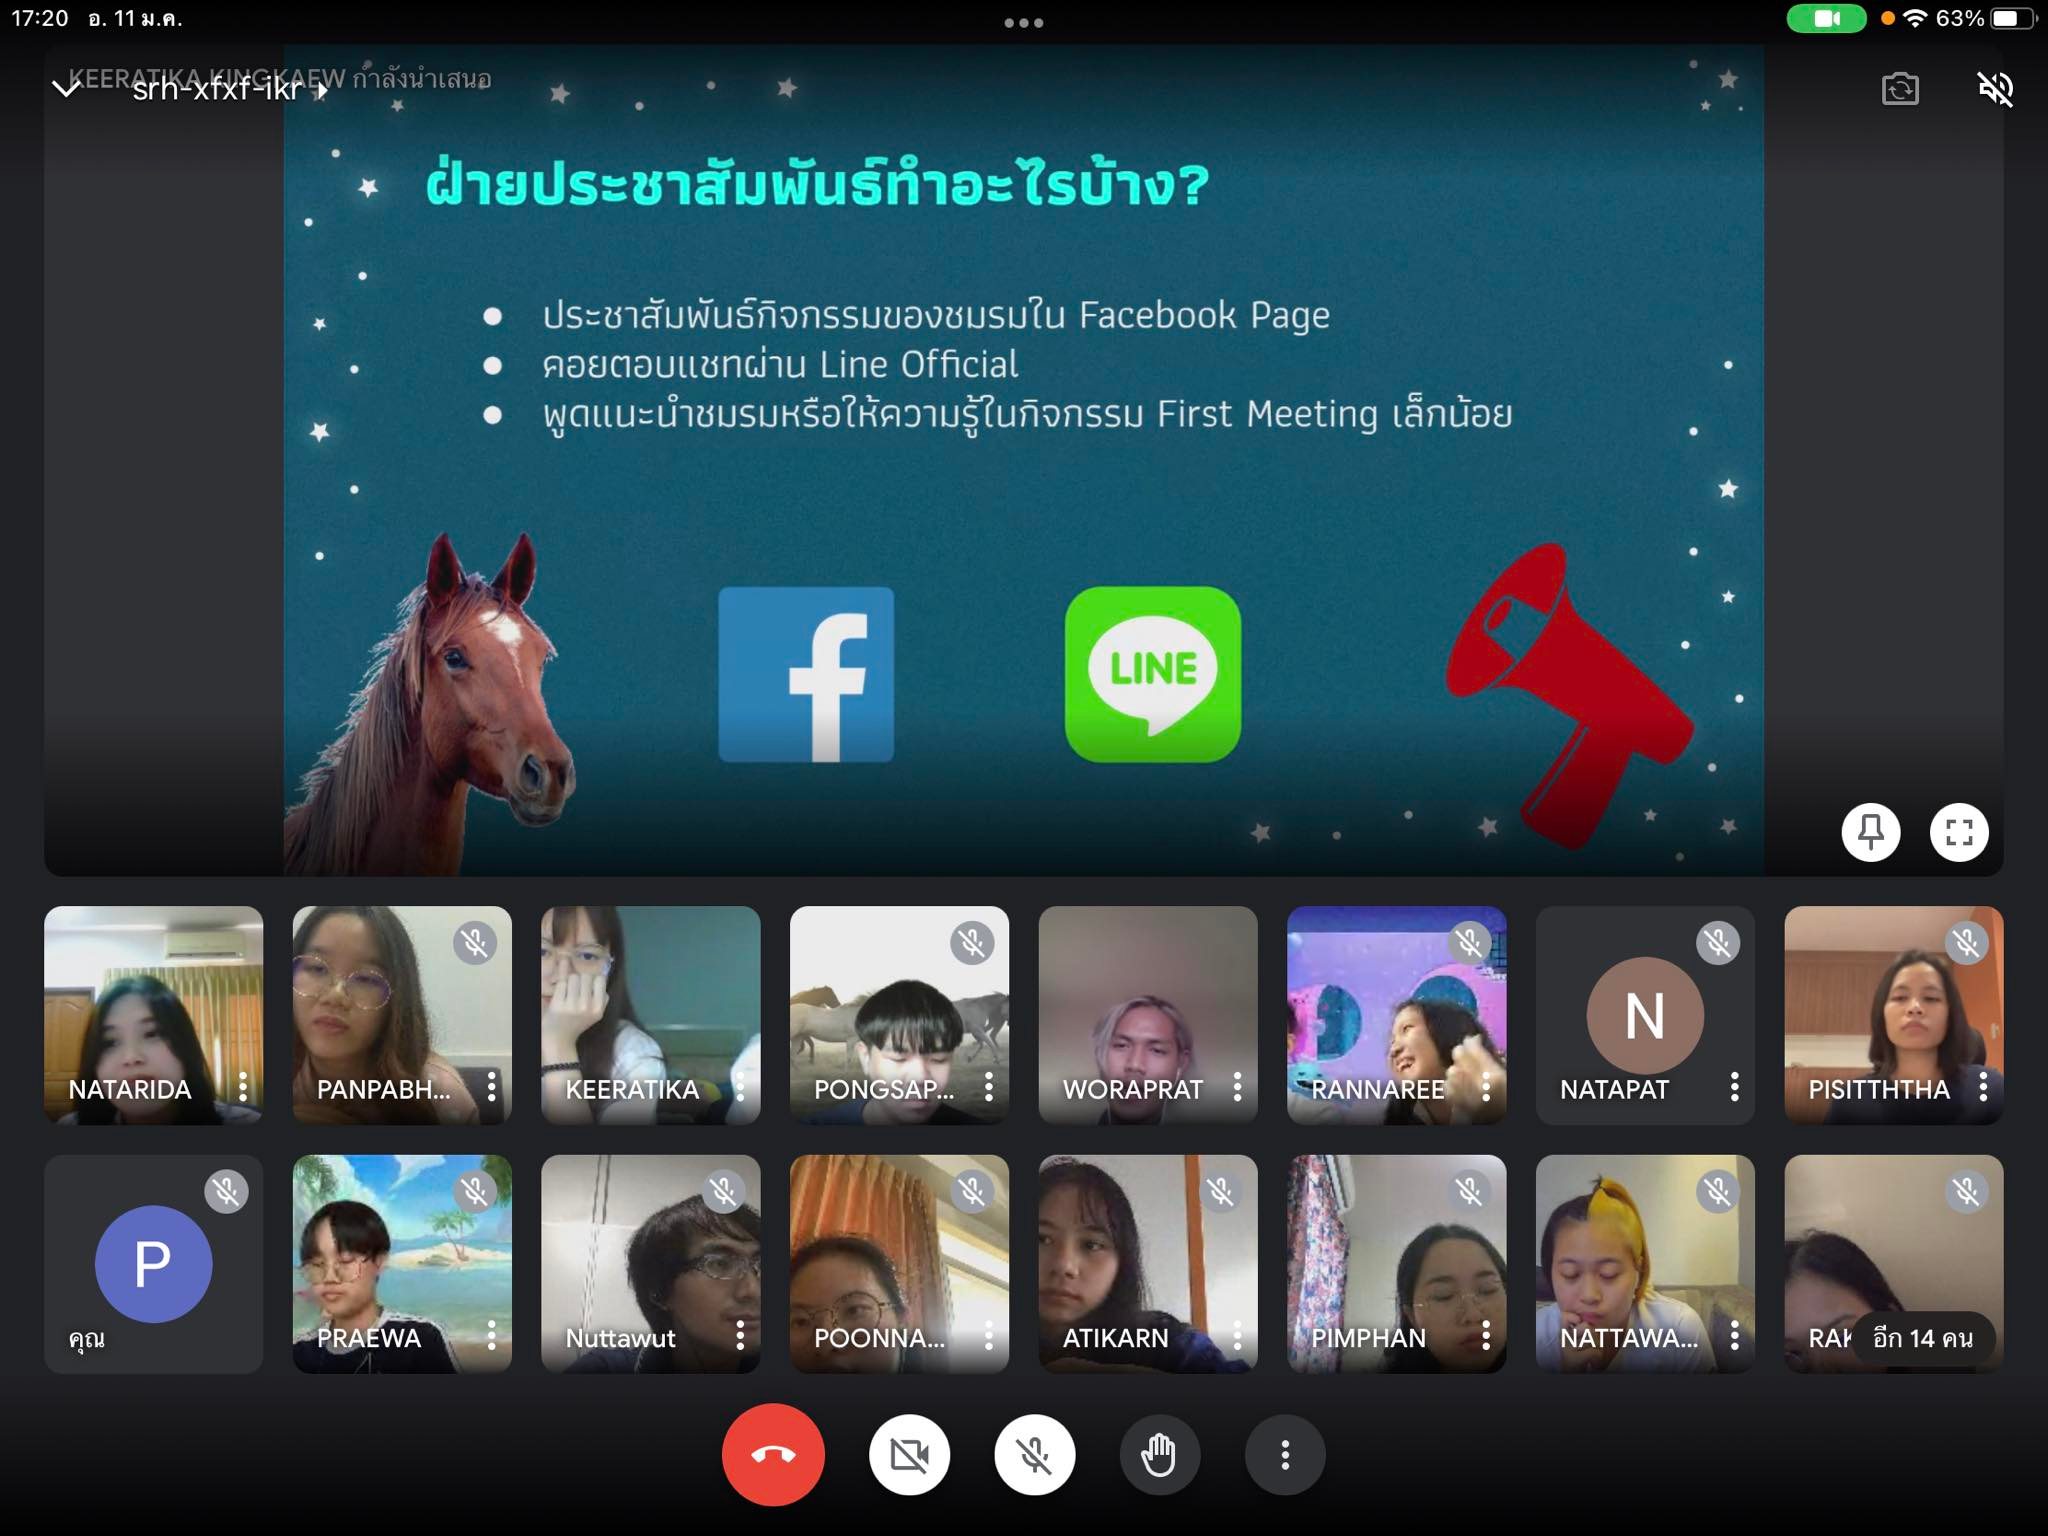 17:20 อ. 11 ม.ค.
63%
KEERATIKA KINGKAEW กำลังนำเสนอ
srh-xfxf-ikr
ฝ่ายประชาสัมพันธ์ทำอะไรบ้าง?
ประชาสัมพันธ์กิจกรรมของชมรมใน Facebook Page
คอยตอบแชทผ่าน Line Official
พูดแนะนำชมรมหรือให้ความรู้ในกิจกรรม First Meeting เล็กน้อย
f
LINE
N
NATARIDA
PANPABH...
KEERATIKA
PONGSAP...
WORAPRAT
RANNAREE
NATAPAT
PISITTHTHA
P
คุณ
PRAEWA
Nuttawut
POONNA...
ATIKARN
PIMPHAN
NATTAWA...
RAK
อีก 14 คน